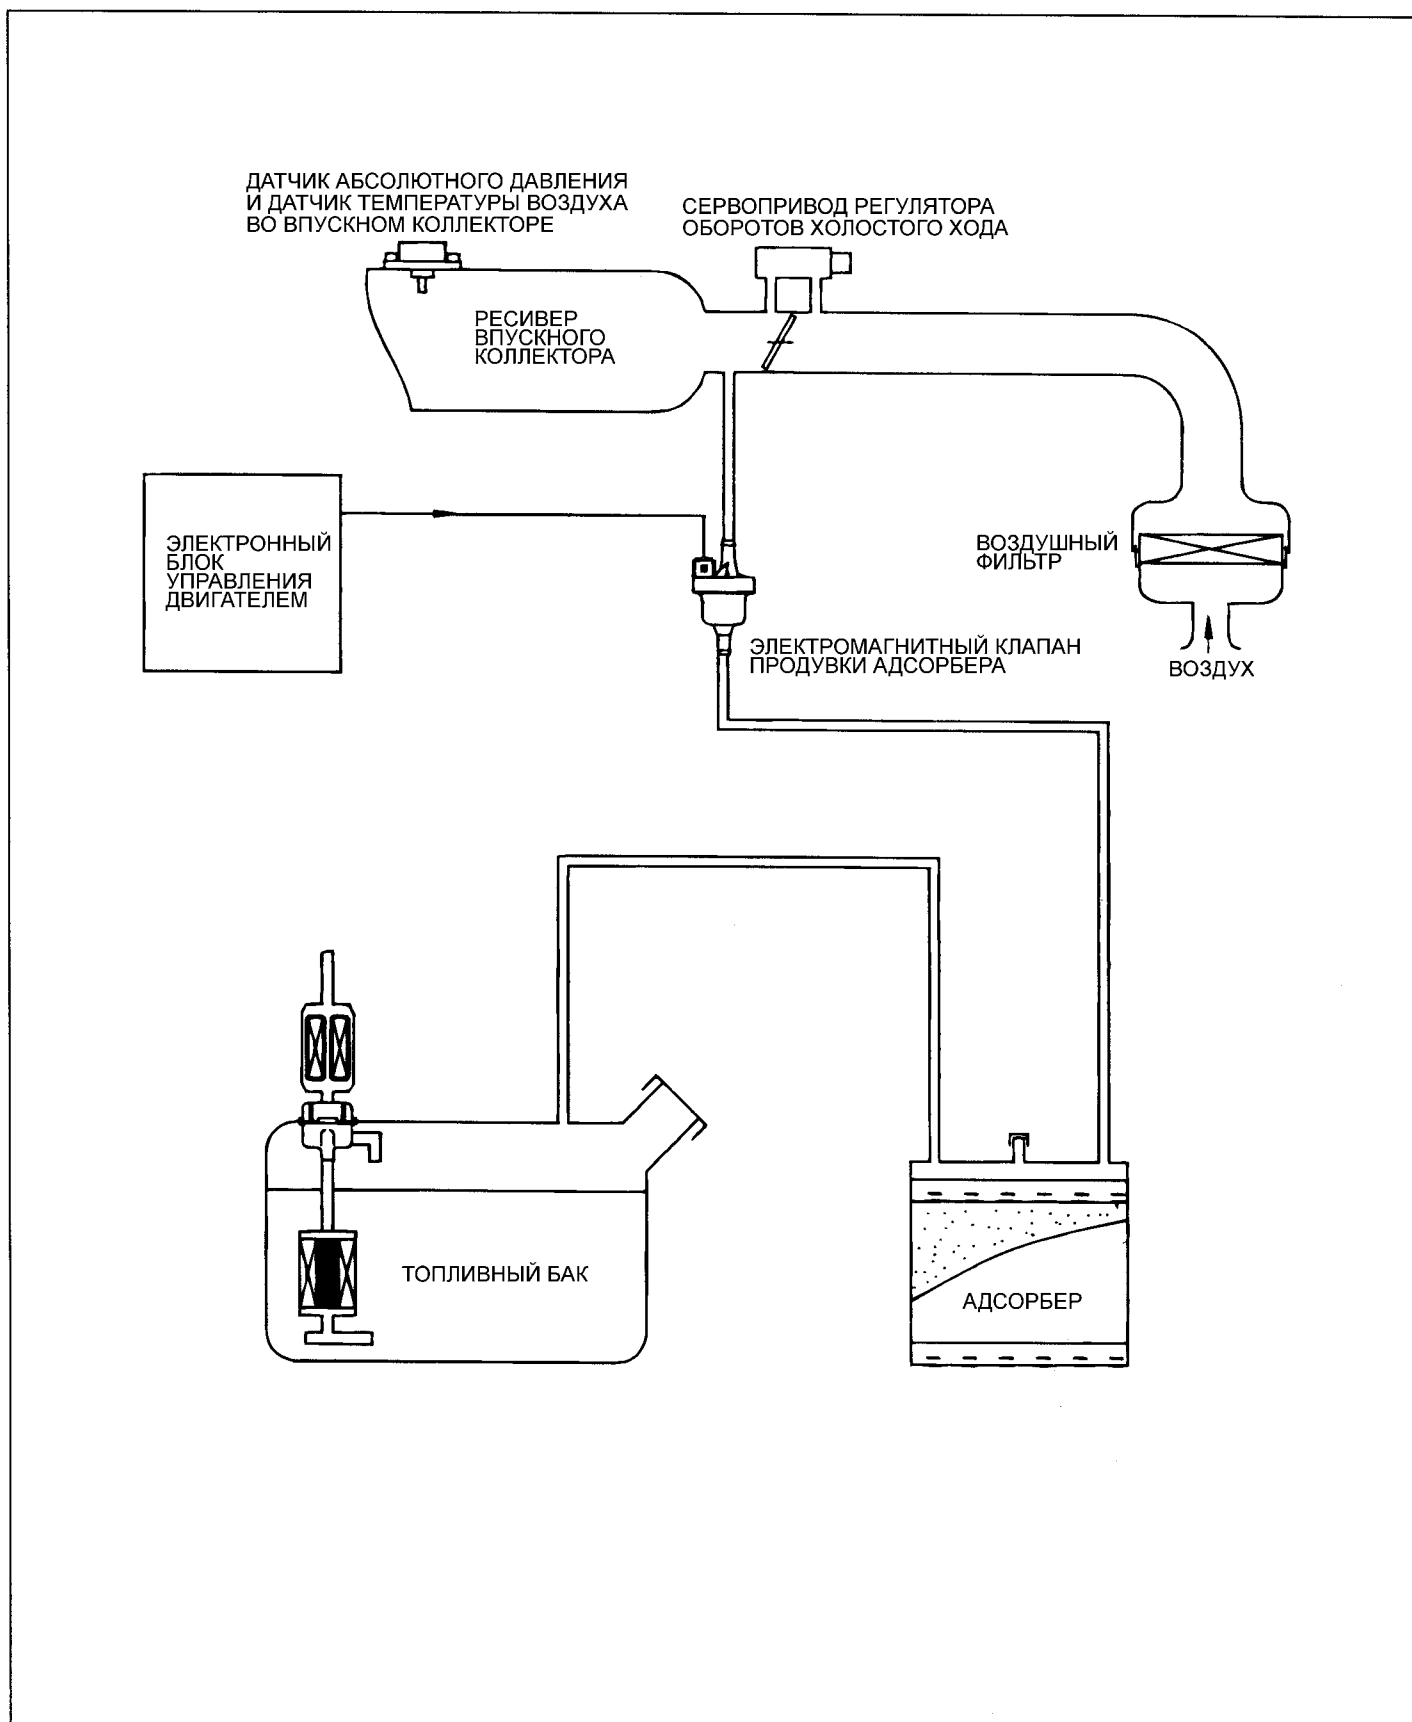 ДАТЧИК АБСОЛЮТНОГО ДАВЛЕНИЯ
И ДАТЧИК ТЕМПЕРАТУРЫ ВОЗДУХА
ВО ВПУСКНОМ КОЛЛЕКТОРЕ
СЕРВОПРИВОД РЕГУЛЯТОРА
ОБОРОТОВ ХОЛОСТОГО ХОДА
РЕСИВЕР
ВПУСКНОГО
КОЛЛЕКТОРА
ЭЛЕКТРОННЫЙ
БЛОК
УПРАВЛЕНИЯ
ДВИГАТЕЛЕМ
ВОЗДУШНЫЙ
ФИЛЬТР
ЭЛЕКТРОМАГНИТНЫЙ КЛАПАН
ПРОДУВКИ АДСОРБЕРА
ВОЗДУХ
ТОПЛИВНЫЙ БАК
АДСОРБЕР